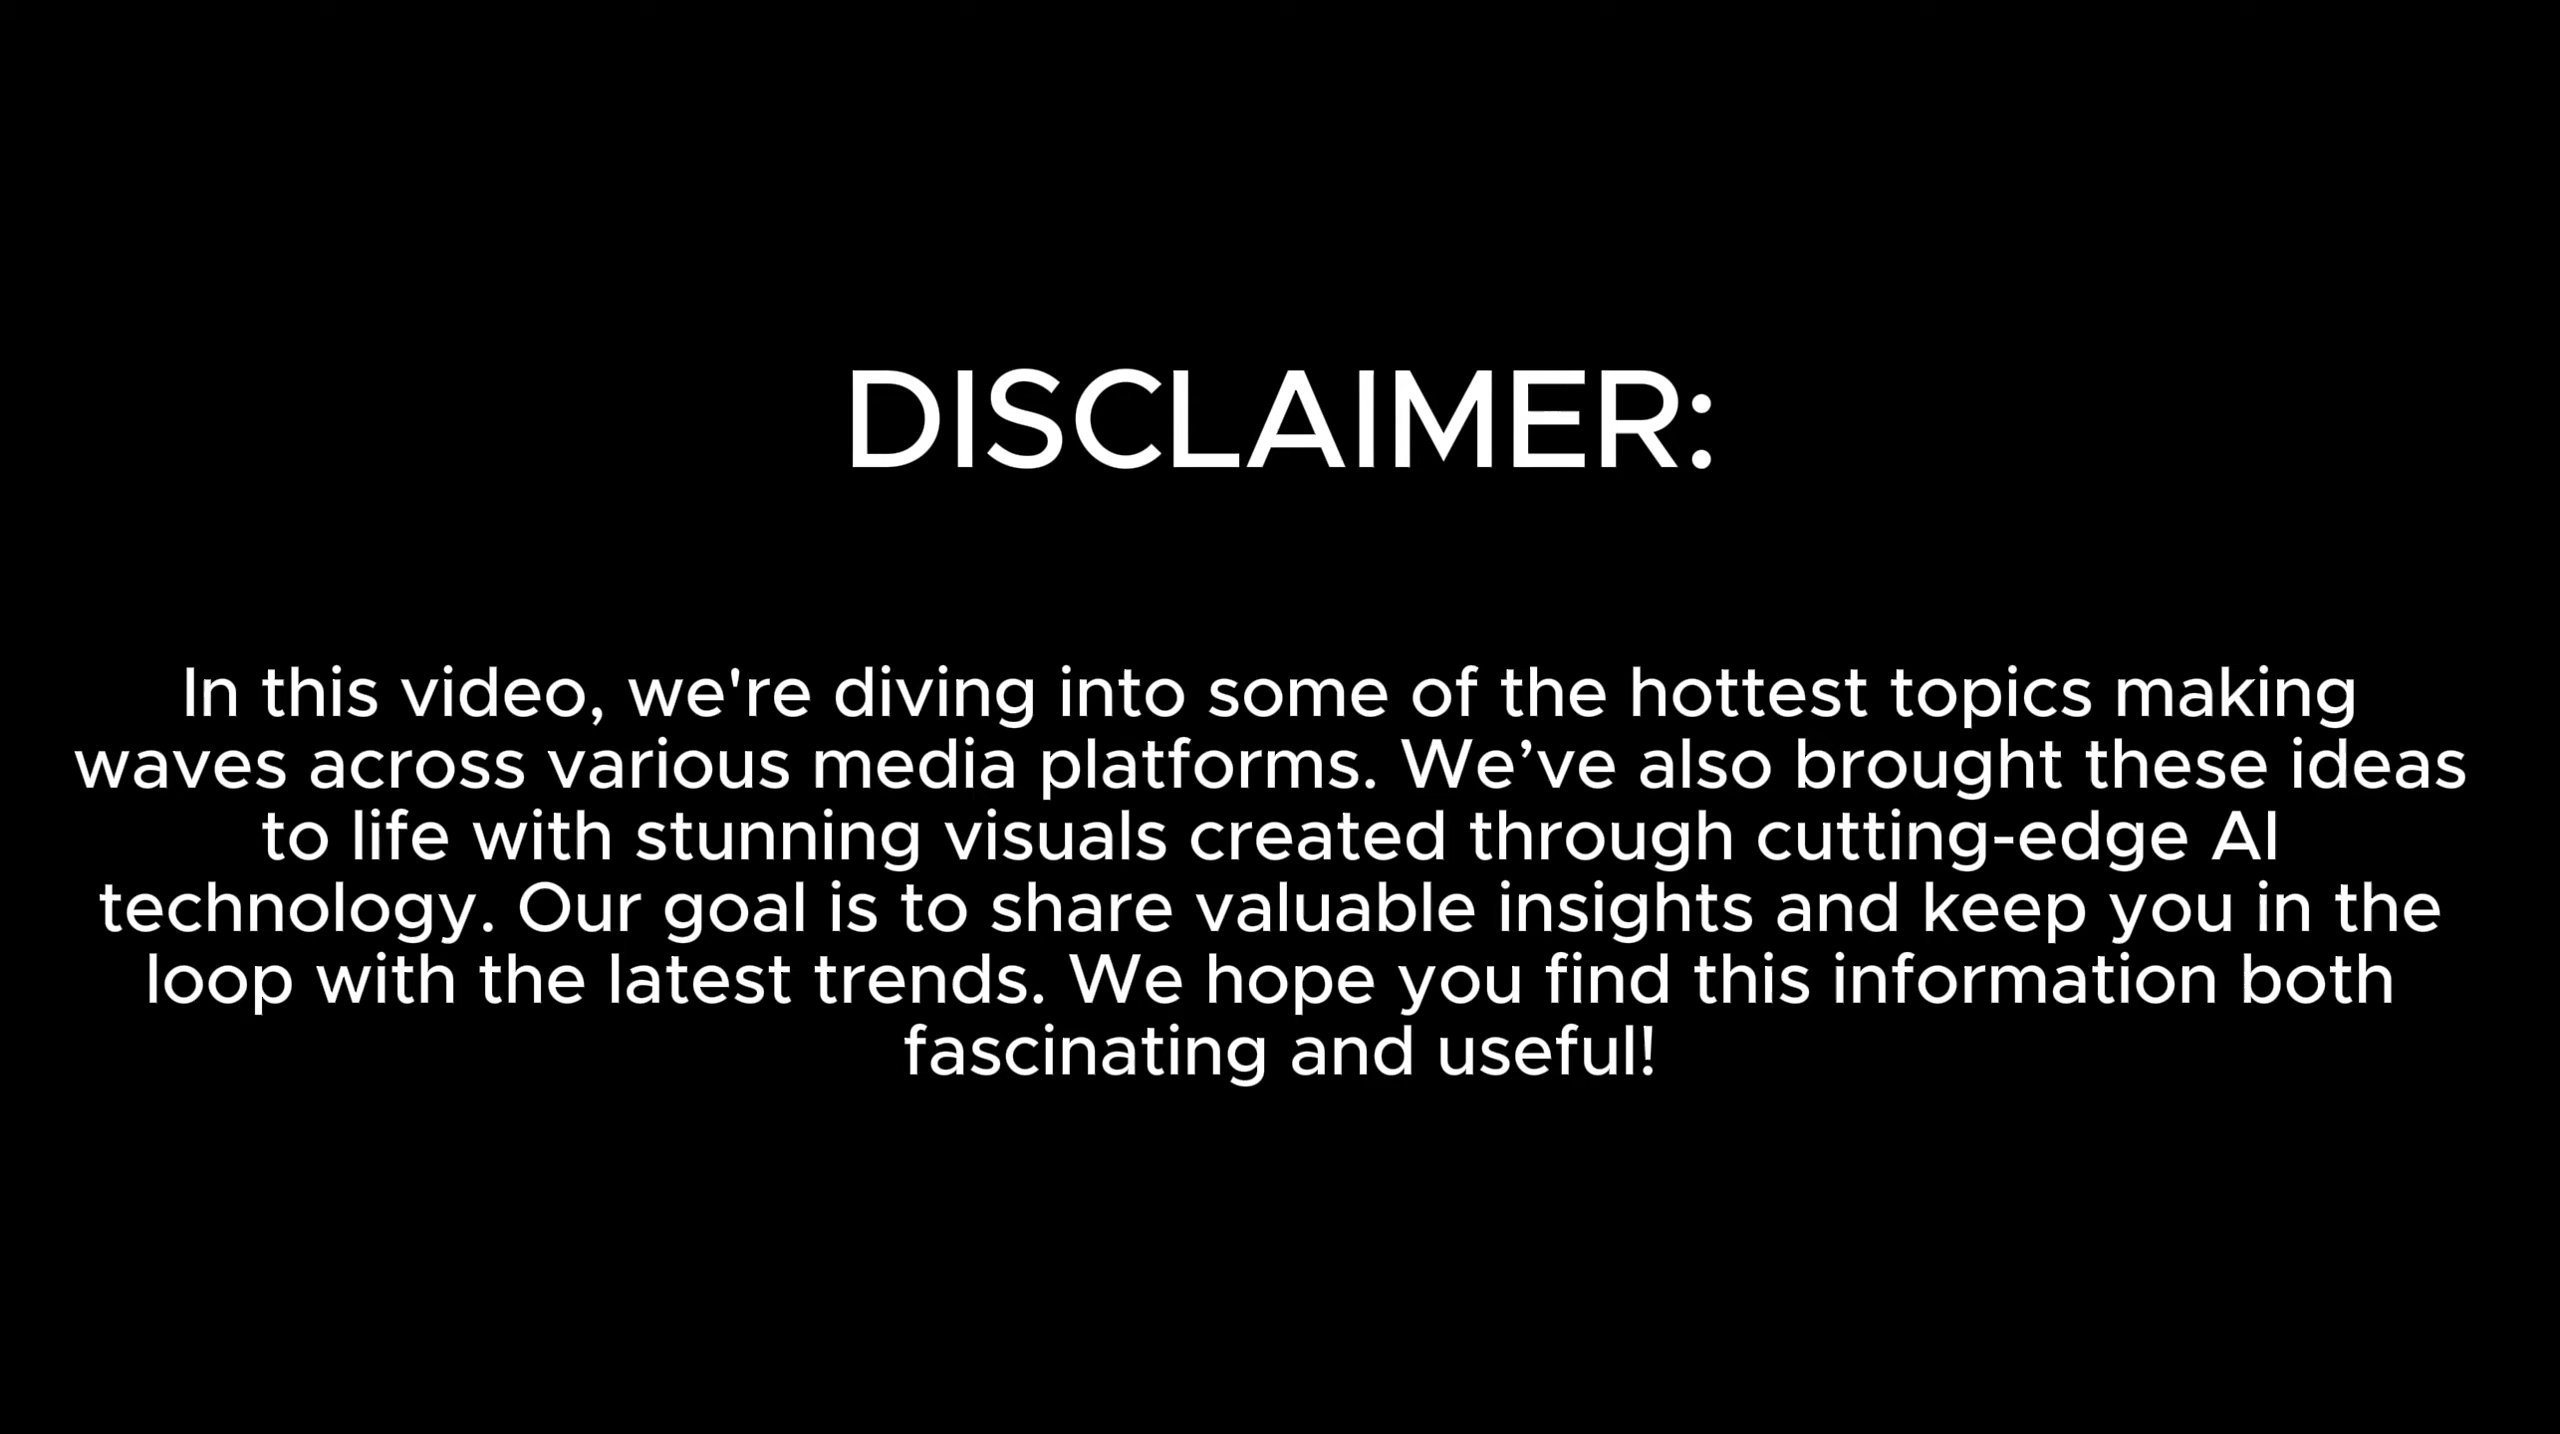 DISCLAIMER:
In this video, we're diving into some of the hottest topics making
waves across various media platforms. We’ve also brought these ideas
to life with stunning visuals created through cutting-edge AI
technology. Our goal is to share valuable insights and keep you in the
loop with the latest trends. We hope you find this information both
fascinating and useful!